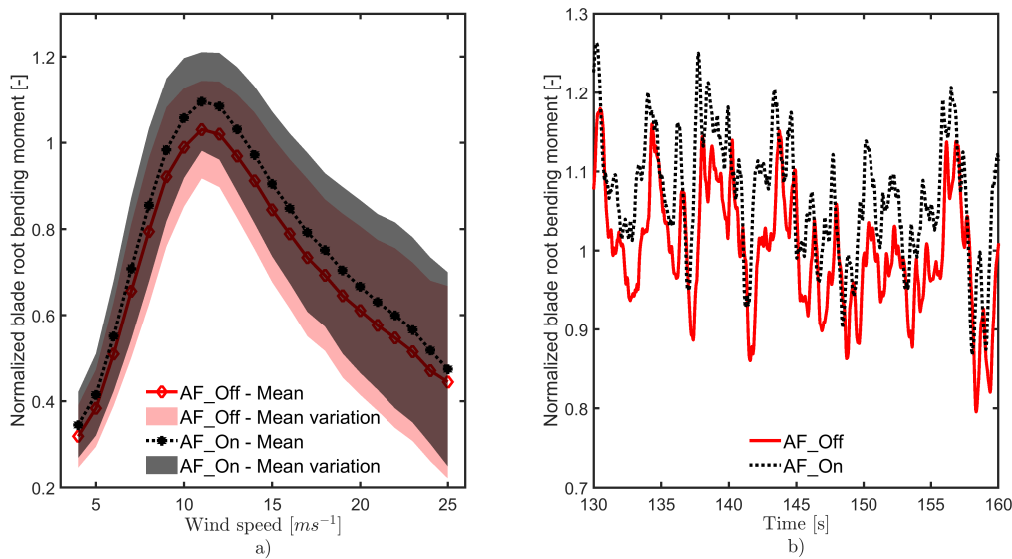 Normalized blade root bending moment [-]
1.2
1
0.8
0.6
0.4
0.2
5
10
15
20
25
Wind speed [ms⁻¹]
a)
AF_Off - Mean
AF_Off - Mean variation
AF_On - Mean
AF_On - Mean variation
Normalized blade root bending moment [-]
1.3
1.2
1.1
1
0.9
0.8
0.7
130
135
140
145
150
155
160
Time [s]
b)
AF_Off
AF_On